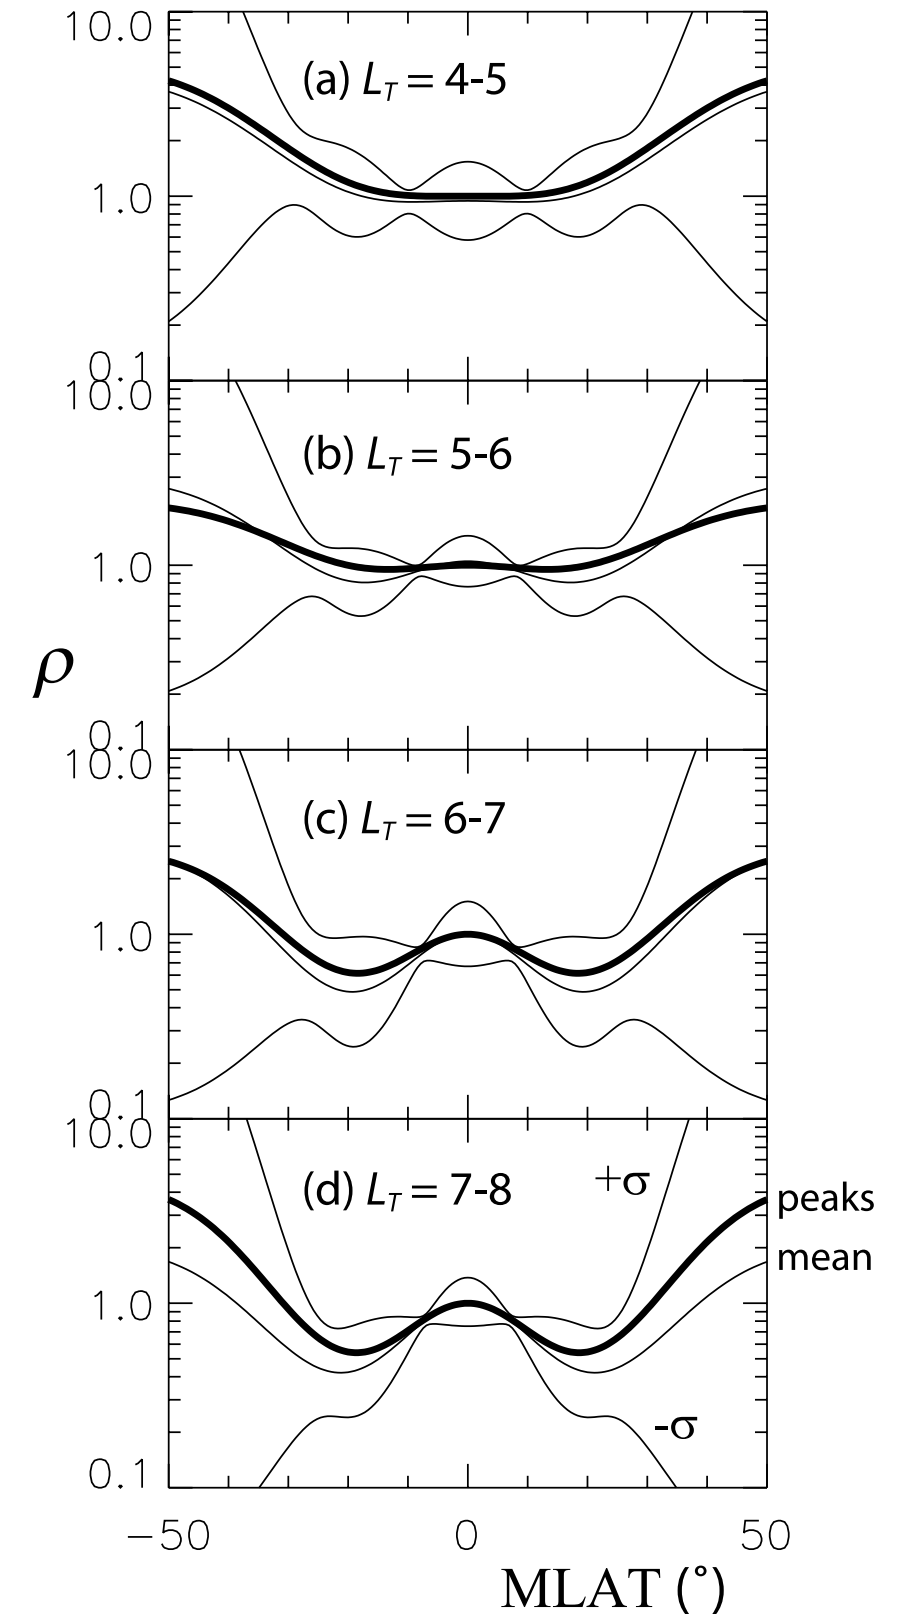 10.0
(a) L_T = 4-5
1.0
0.1
10.0
(b) L_T = 5-6
1.0
ρ
0.1
10.0
(c) L_T = 6-7
1.0
0.1
10.0
+σ
(d) L_T = 7-8
peaks
mean
1.0
-σ
0.1
−50 0 50
MLAT (°)